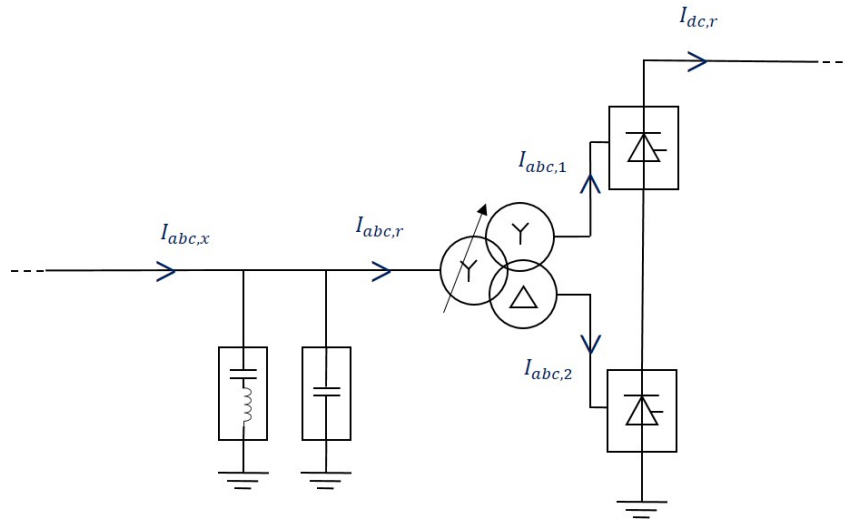 I_{dc,r}
I_{abc,1}
I_{abc,x}
I_{abc,r}
Y
Y
Δ
I_{abc,2}